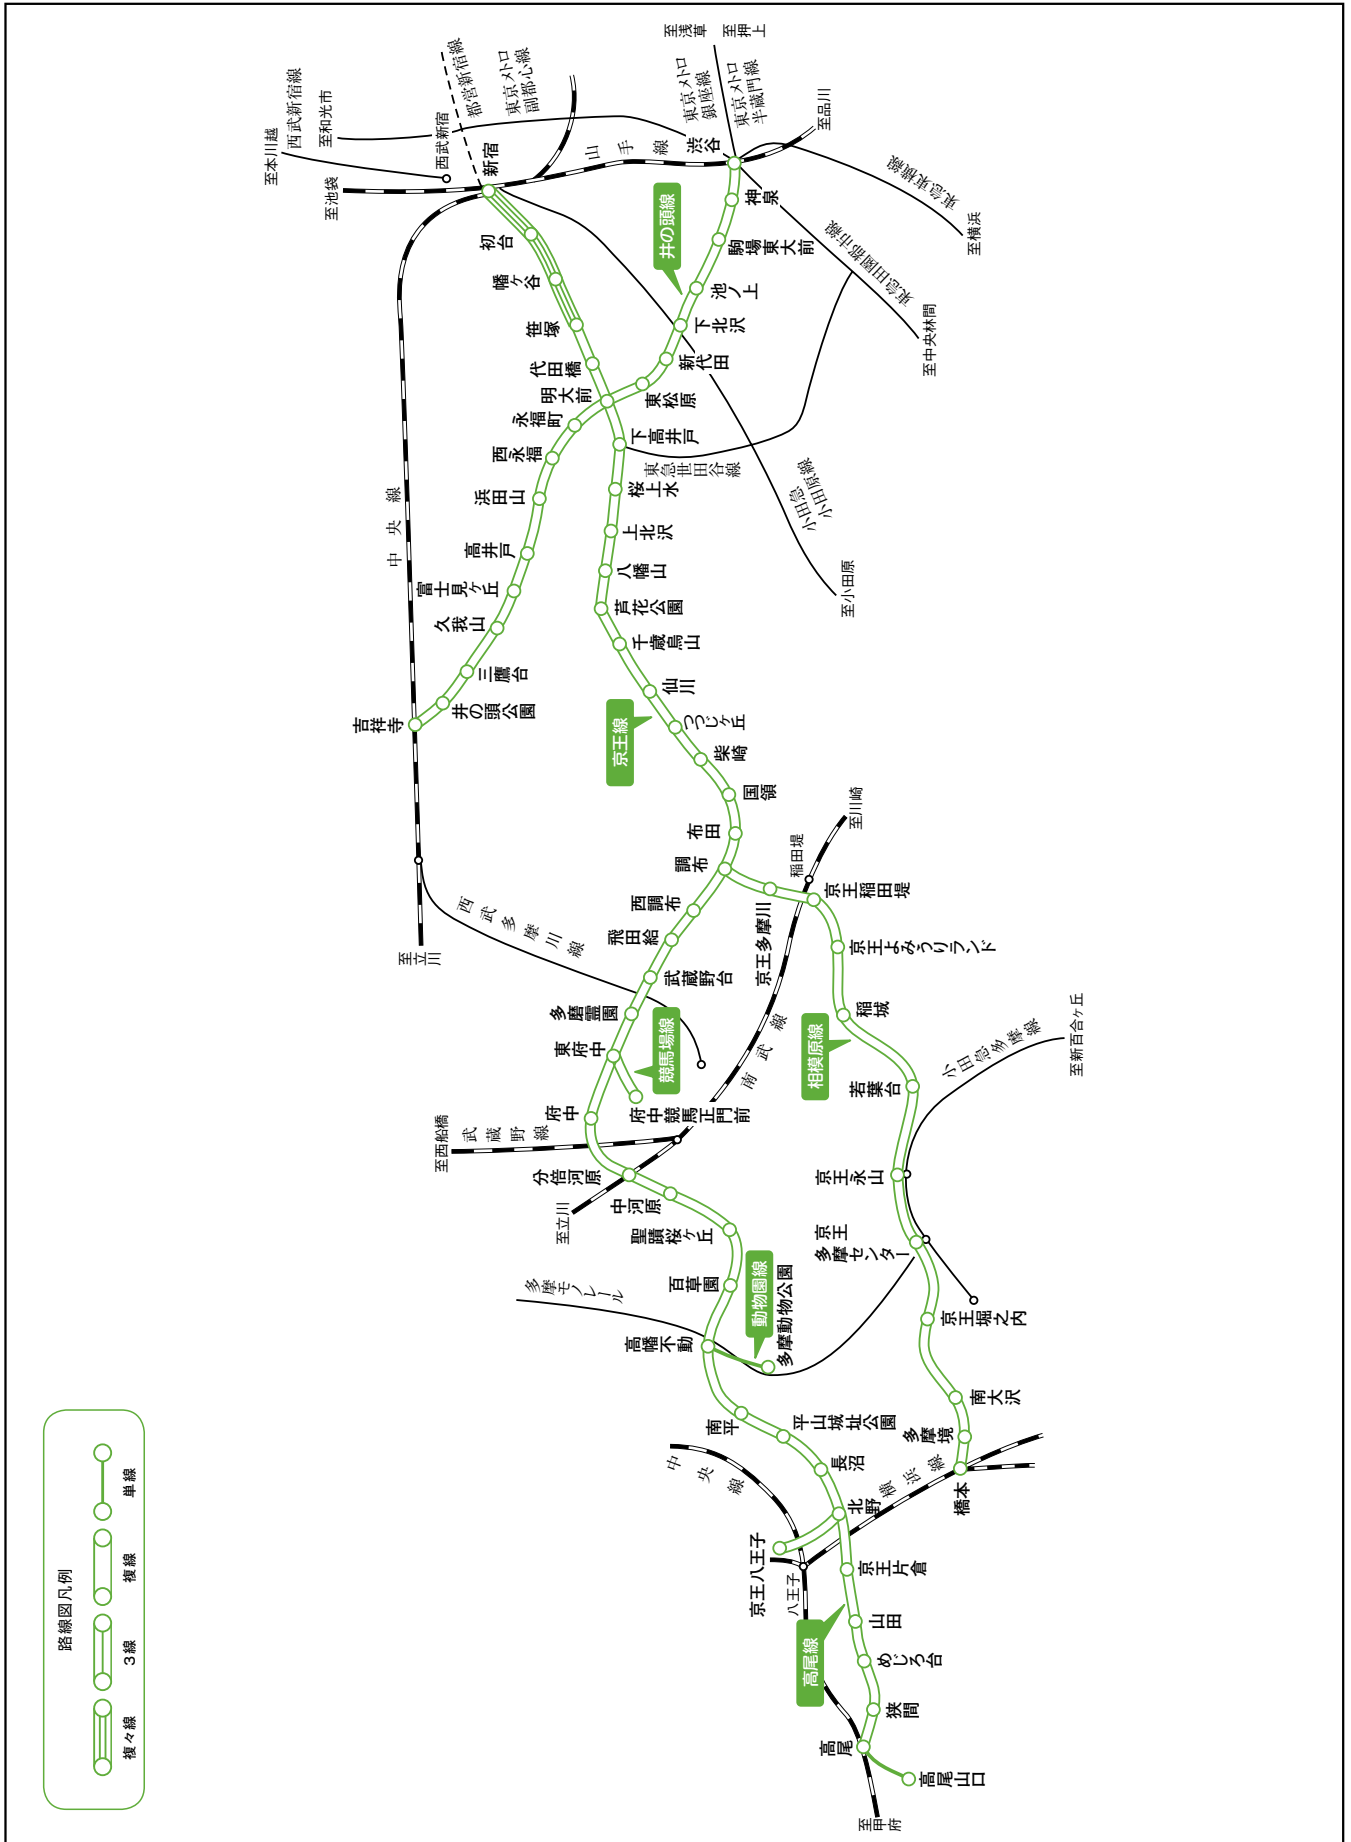 至浅草
至押上
都営新宿線
東京メトロ
副都心線
東京メトロ
銀座線
東京メトロ
半蔵門線
西武新宿線
至和光市
至本川越
至池袋
西武新宿
新宿
山手線
渋谷
至品川
東急東横線
至横浜
東急田園都市線
至中央林間
井の頭線
神泉
駒場東大前
池ノ上
下北沢
新代田
東松原
初台
幡ヶ谷
笹塚
代田橋
明大前
永福町
西永福
浜田山
高井戸
富士見ヶ丘
久我山
三鷹台
井の頭公園
吉祥寺
中央線
下高井戸
東急世田谷線
桜上水
上北沢
八幡山
芦花公園
千歳烏山
仙川
つつじヶ丘
柴崎
国領
布田
調布
京王線
小田急
小田原線
至小田原
至立川
西武多摩川線
西調布
飛田給
武蔵野台
多磨霊園
東府中
競馬場線
府中競馬正門前
府中
至西船橋
武蔵野線
分倍河原
至立川
中河原
聖蹟桜ヶ丘
百草園
高幡不動
多摩モノレール
動物園線
多摩動物公園
南平
平山城址公園
長沼
北野
中央線
京王八王子
八王子
横浜線
京王片倉
山田
めじろ台
狭間
高尾
高尾山口
高尾線
至甲府
至川崎
稲田堤
京王多摩川
京王稲田堤
京王よみうりランド
稲城
相模原線
南武線
若葉台
小田急多摩線
至新百合ヶ丘
京王永山
京王
多摩センター
京王堀之内
南大沢
多摩境
橋本
路線図凡例
単線
複線
3線
複々線